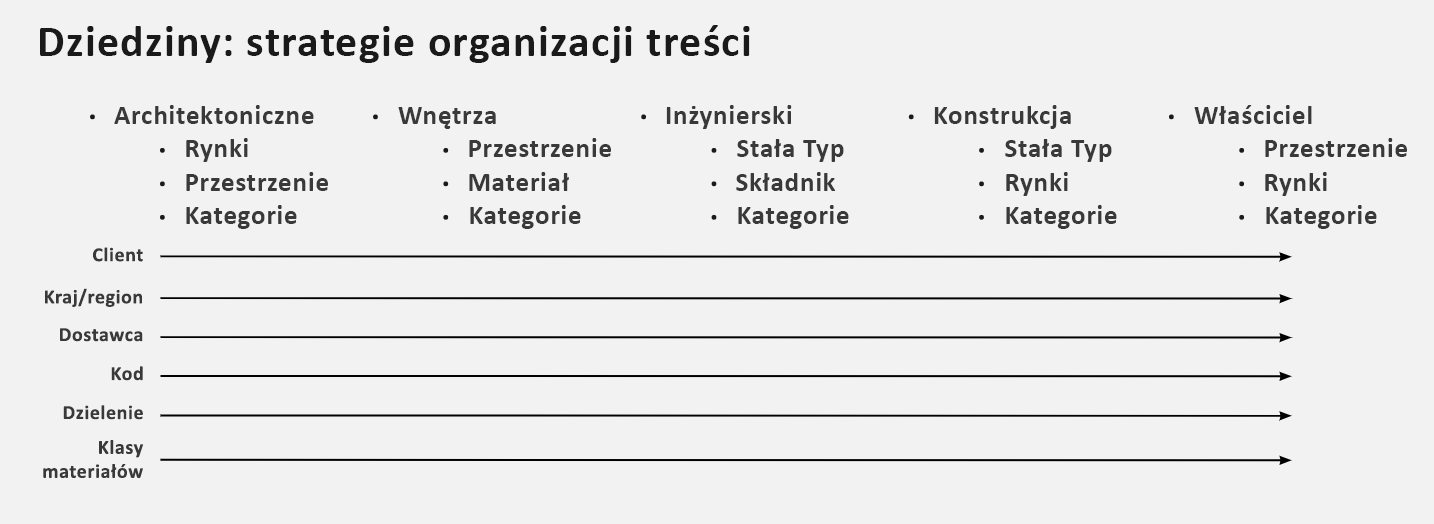 Dziedziny: strategie organizacji treści
• Architektoniczne
• Rynki
• Przestrzenie
• Kategorie
• Wnętrza
• Przestrzenie
• Materiał
• Kategorie
• Inżynierski
• Stała Typ
• Składnik
• Kategorie
• Konstrukcja
• Stała Typ
• Rynki
• Kategorie
• Właściciel
• Przestrzenie
• Rynki
• Kategorie
Client
Kraj/region
Dostawca
Kod
Dzielenie
Klasy
materiałów